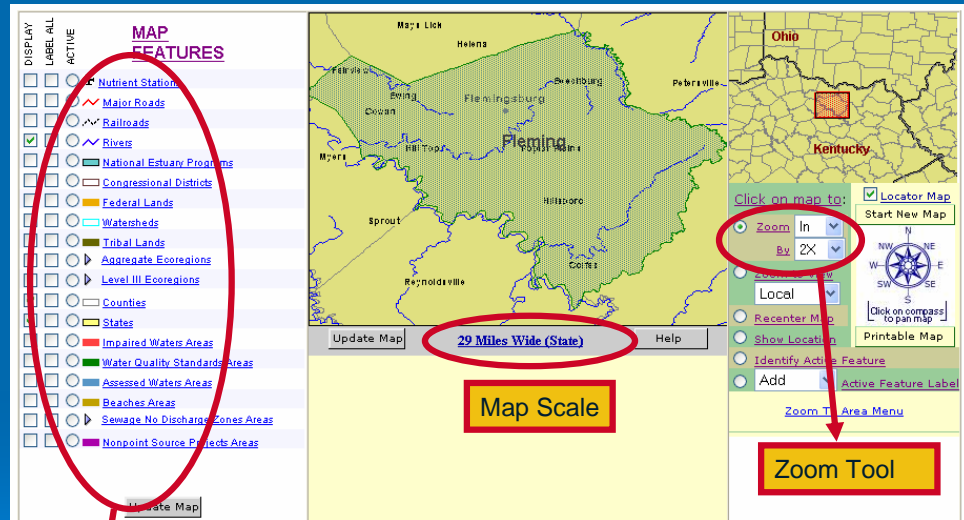 DISPLAY
LABEL ALL
ACTIVE
MAP
FEATURES
Nutrient Stations
Major Roads
Railroads
Rivers
National Estuary Programs
Congressional Districts
Federal Lands
Watersheds
Tribal Lands
Aggregate Ecoregions
Level III Ecoregions
Counties
States
Impaired Waters Areas
Water Quality Standards Areas
Assessed Waters Areas
Beaches Areas
Sewage No Discharge Zones Areas
Nonpoint Source Projects Areas
Update Map
Mays Lick
Helena
Fairview
Beechburg
Petersville
Ewing
Flemingsburg
Cowan
Fleming
Hill Top
Poplar Plains
Myers
Hillsboro
Sprout
Reynoldsville
Update Map
29 Miles Wide (State)
Help
Map Scale
Ohio
Kentucky
Click on map to:
Locator Map
Start New Map
Zoom In
By 2X
N
NW NE
W E
SW SE
S
Local
Click on compass
to pan map
Recenter Map
Show Location
Printable Map
Identify Active Feature
Add Active Feature Label
Zoom To Area Menu
Zoom Tool